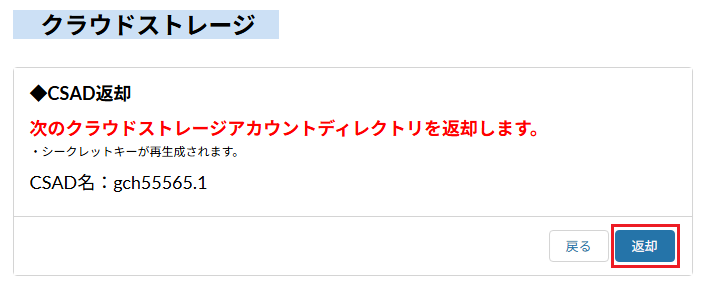 クラウドストレージ
◆CSAD返却
次のクラウドストレージアカウントディレクトリを返却します。
・シークレットキーが再生成されます。
CSAD名：gch55565.1
戻る
返却